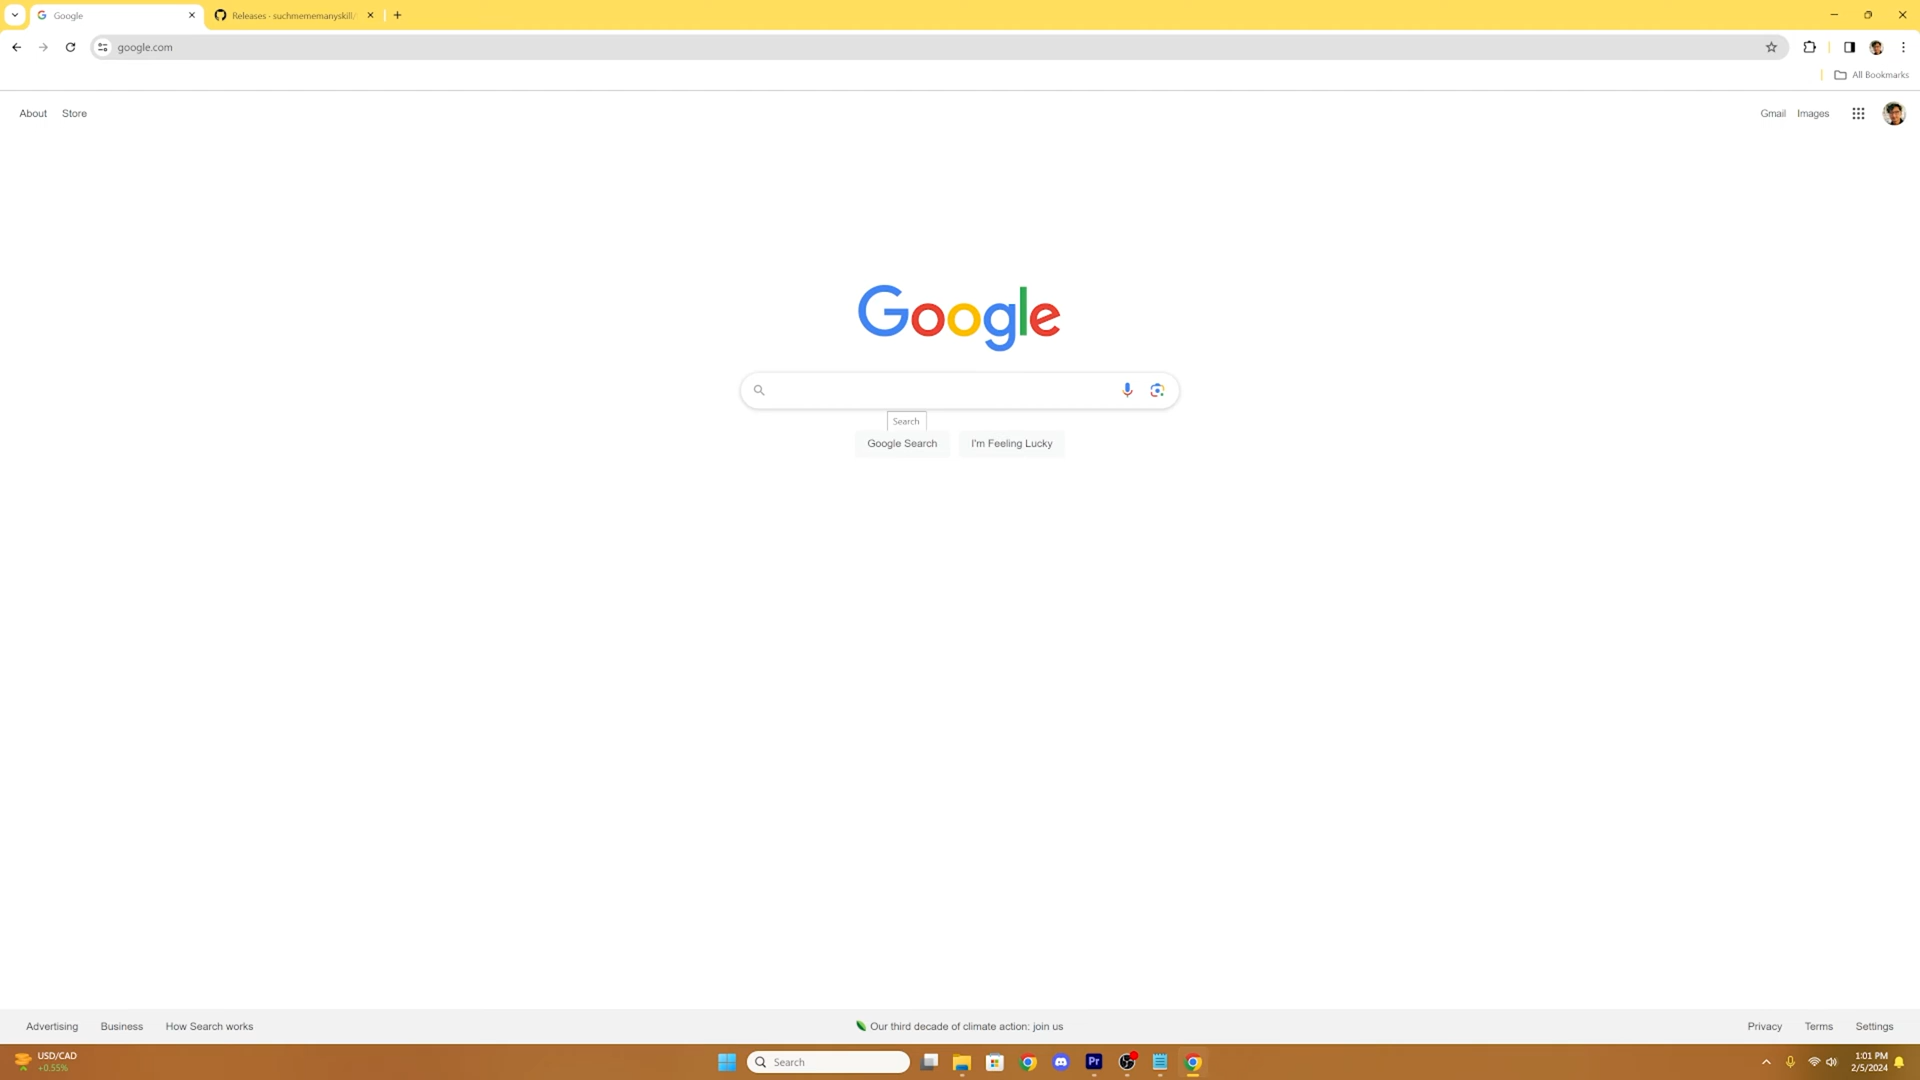 Google
Releases · suchmememanyskill/
google.com
All Bookmarks
About
Store
Gmail
Images
Google
Search
Google Search
I'm Feeling Lucky
Advertising
Business
How Search works
Our third decade of climate action: join us
Privacy
Terms
Settings
USD/CAD
+0.55%
Search
Pr
1:01 PM
2/5/2024